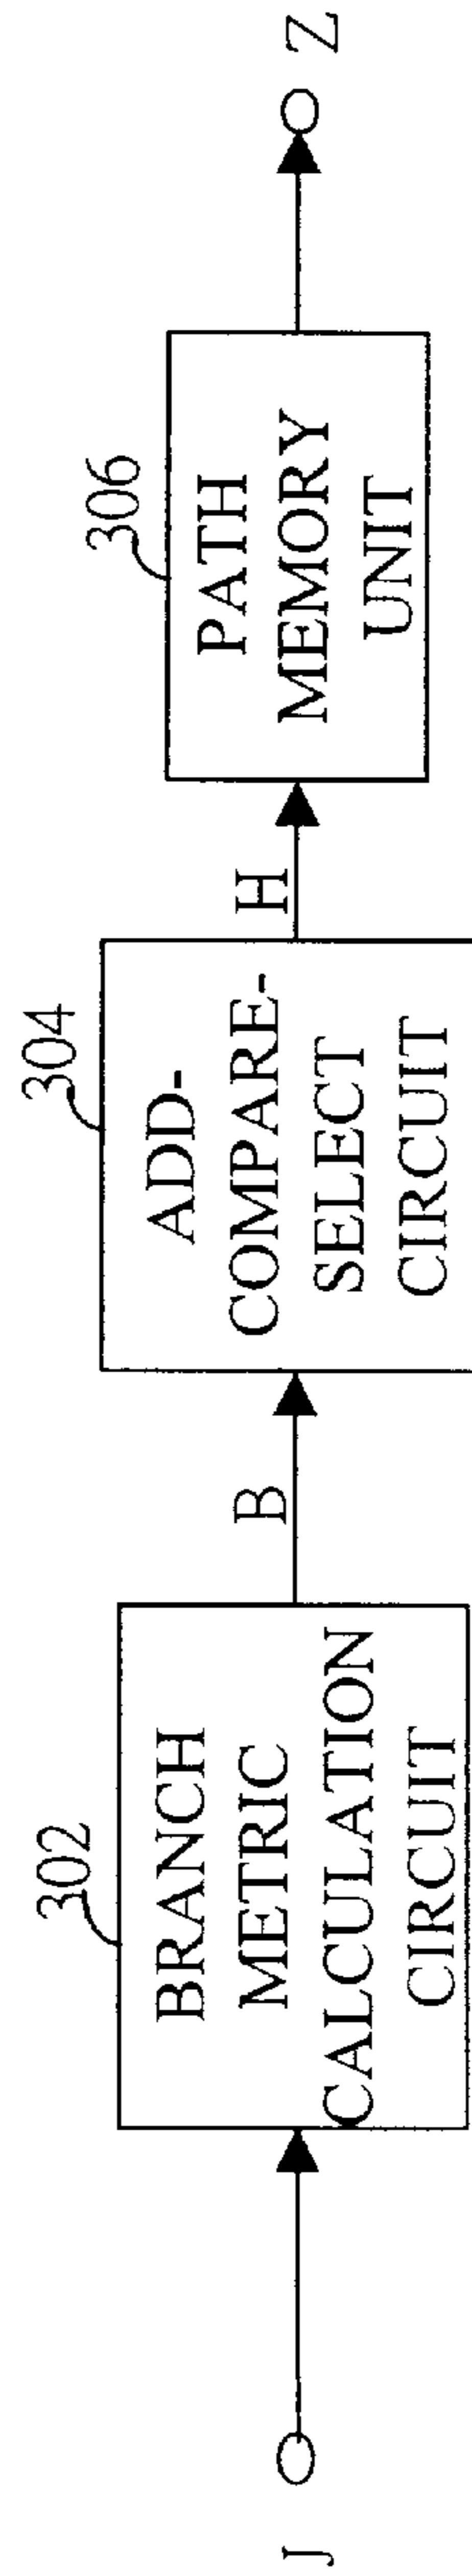 J
302
BRANCH
METRIC
CALCULATION
CIRCUIT
B
304
ADD-
COMPARE-
SELECT
CIRCUIT
H
306
PATH
MEMORY
UNIT
Z